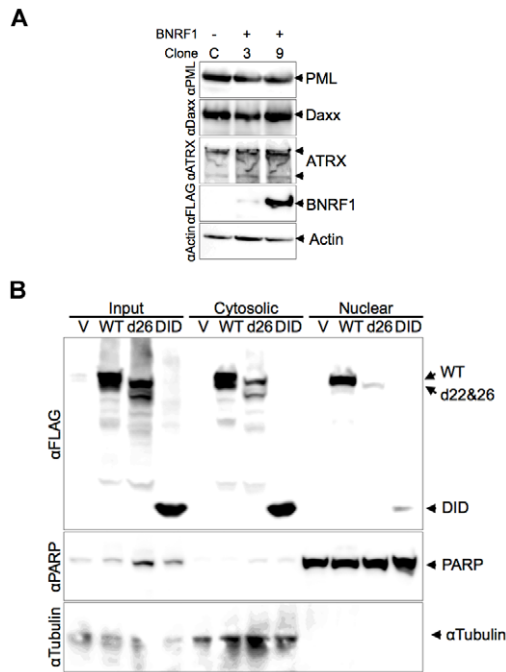 A
BNRF1 - + +
Clone C 3 9
αPML PML
αDaxx Daxx
αATRX ATRX
αFLAG BNRF1
αActin Actin
B
Input Cytosolic Nuclear
V WT d26 DID V WT d26 DID V WT d26 DID
αFLAG
WT
d22&26
DID
αPARP PARP
αTubulin αTubulin